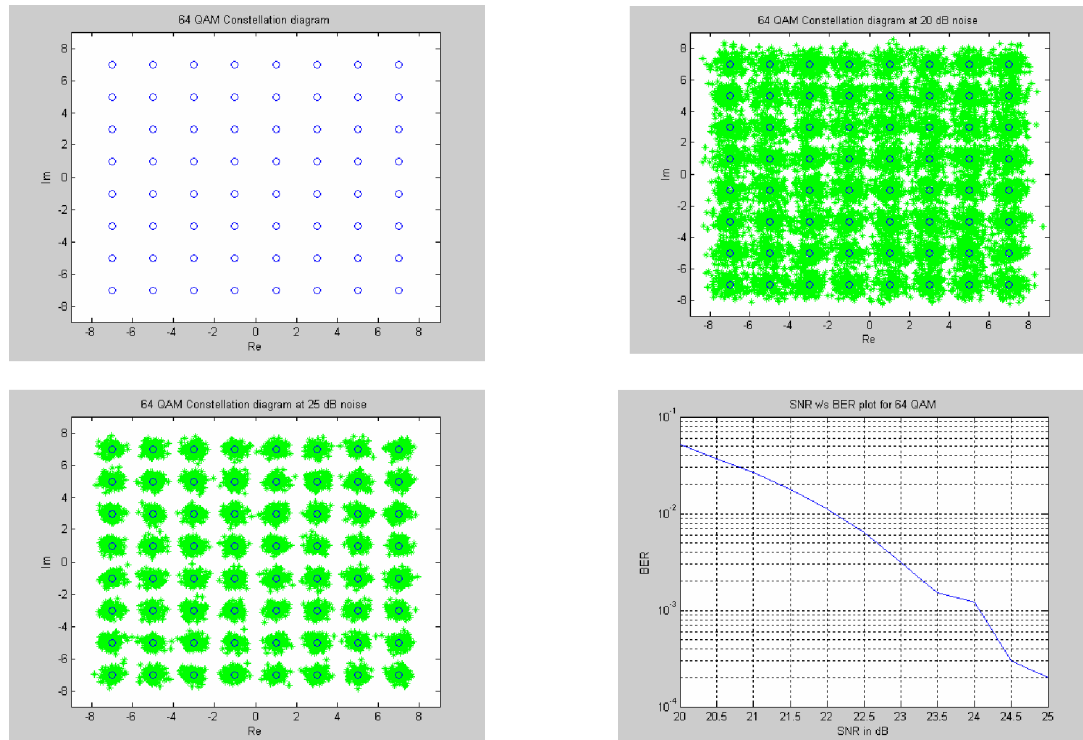 64 QAM Constellation diagram
8
6
4
2
0
-2
-4
-6
-8
Im
-8 -6 -4 -2 0 2 4 6 8
Re
64 QAM Constellation diagram at 20 dB noise
8
6
4
2
0
-2
-4
-6
-8
Im
-8 -6 -4 -2 0 2 4 6 8
Re
64 QAM Constellation diagram at 25 dB noise
8
6
4
2
0
-2
-4
-6
-8
Im
-8 -6 -4 -2 0 2 4 6 8
Re
SNR v/s BER plot for 64 QAM
10-1
10-2
10-3
10-4
BER
20 20.5 21 21.5 22 22.5 23 23.5 24 24.5 25
SNR in dB